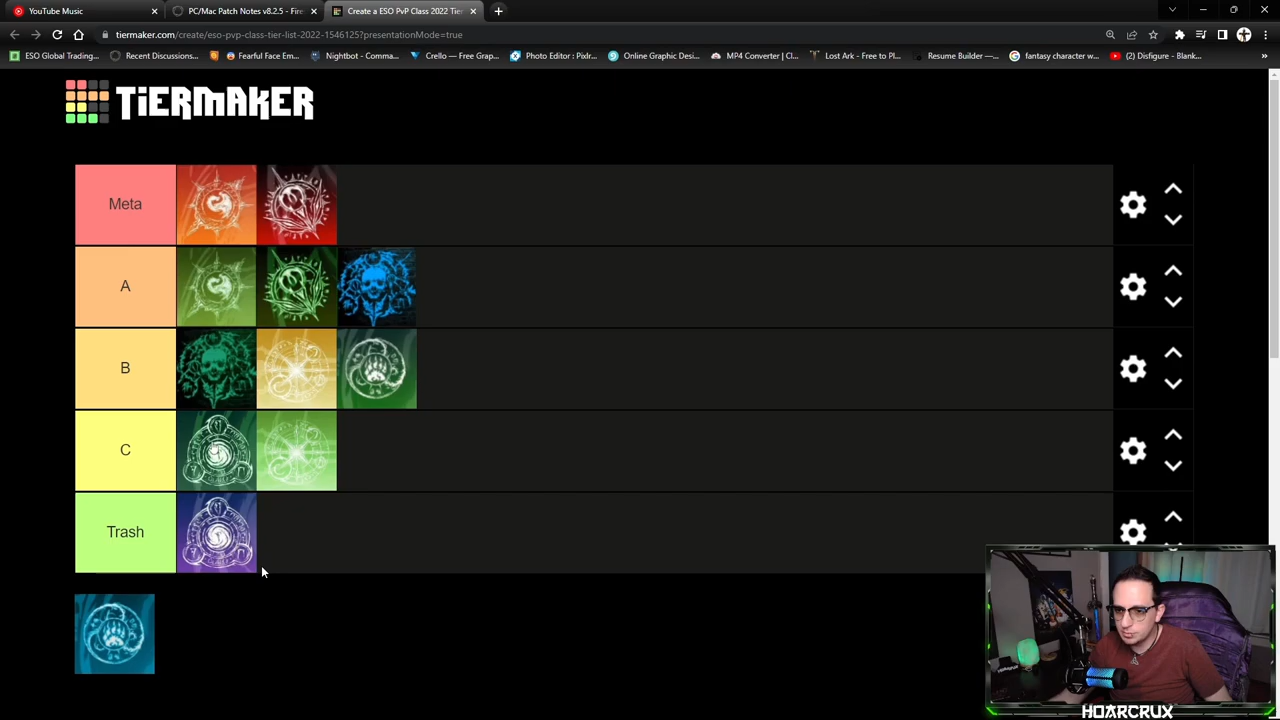 YouTube Music
PC/Mac Patch Notes v8.2.5 - Fire
Create a ESO PvP Class 2022 Tier
tiermaker.com/create/eso-pvp-class-tier-list-2022-1546125?presentationMode=true
ESO Global Trading...
Recent Discussions...
Fearful Face Em...
Nightbot - Comma...
Crello — Free Grap...
Photo Editor : Pixlr...
Online Graphic Desi...
MP4 Converter | Cl...
Lost Ark - Free to Pl...
Resume Builder —...
fantasy character w...
(2) Disfigure - Blank...
TiERMAKER
Meta
A
B
C
Trash
HOARCRUX